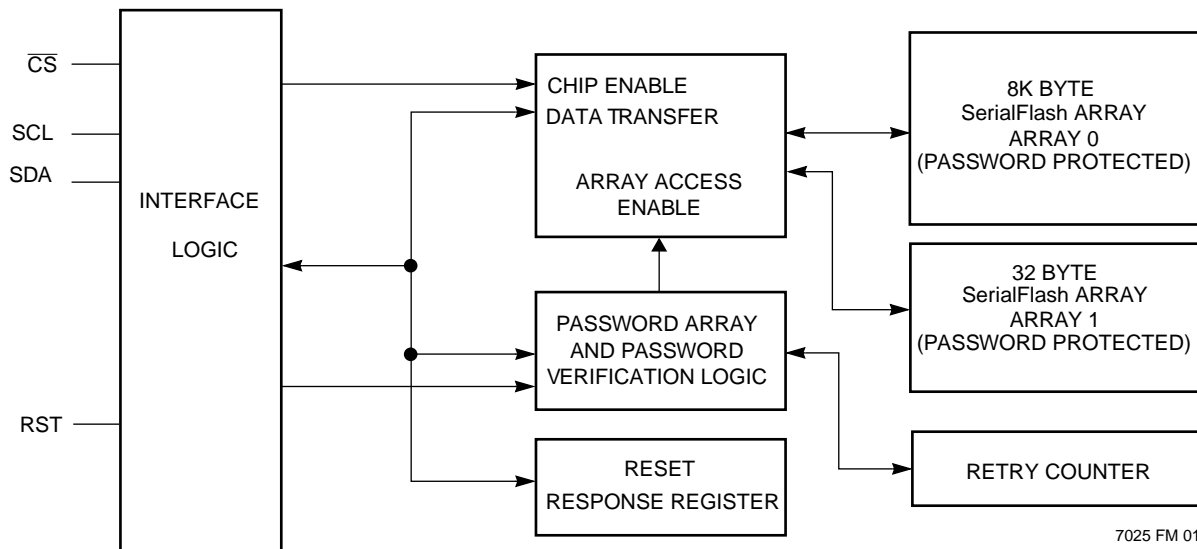 C̅S̅
SCL
SDA
RST
INTERFACE
LOGIC
CHIP ENABLE
DATA TRANSFER
ARRAY ACCESS
ENABLE
PASSWORD ARRAY
AND PASSWORD
VERIFICATION LOGIC
RESET
RESPONSE REGISTER
8K BYTE
SerialFlash ARRAY
ARRAY 0
(PASSWORD PROTECTED)
32 BYTE
SerialFlash ARRAY
ARRAY 1
(PASSWORD PROTECTED)
RETRY COUNTER
7025 FM 01